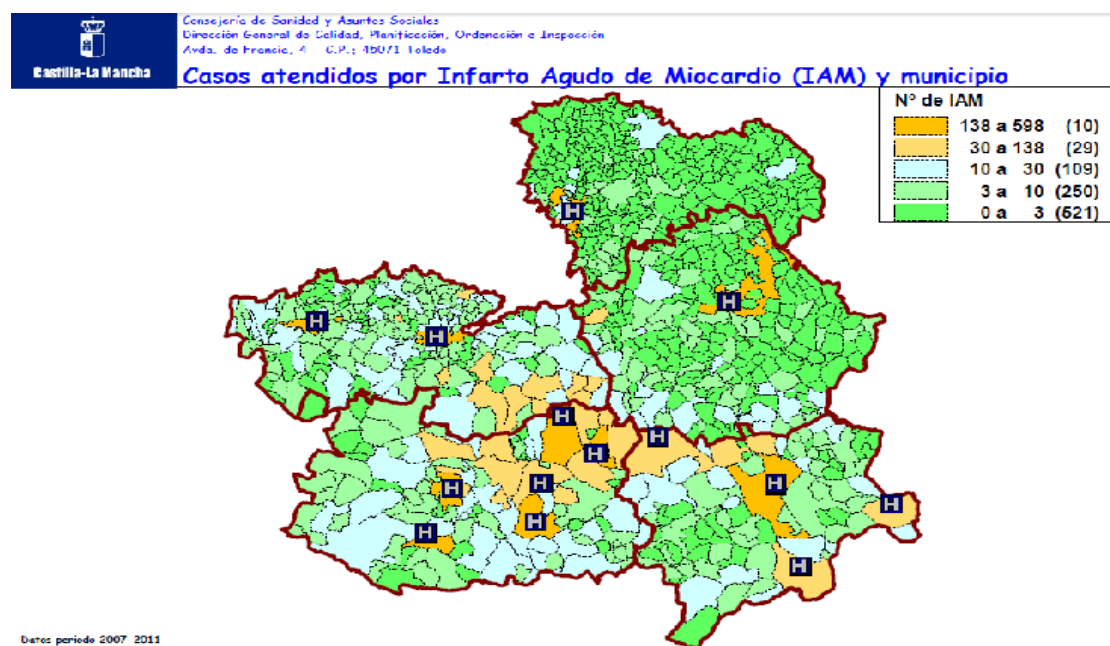 Castilla-La Mancha
Consejería de Sanidad y Asuntos Sociales
Dirección General de Calidad, Planificación, Ordenación e Inspección
Avda. de Francia, 4 C.P.; 45071 Toledo
Casos atendidos por Infarto Agudo de Miocardio (IAM) y municipio
Nº de IAM
138 a 598 (10)
30 a 138 (29)
10 a 30 (109)
3 a 10 (250)
0 a 3 (521)
H
H
H
H
H
H
H
H
H
H
H
H
H
H
Datos periodo 2007 2011